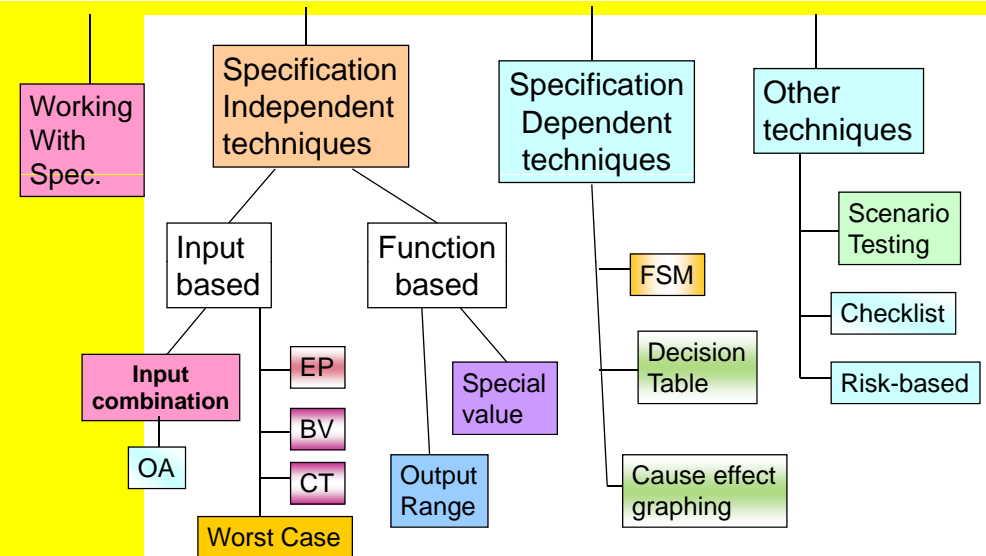 Working
With
Spec.
Specification
Independent
techniques
Specification
Dependent
techniques
Other
techniques
Input
based
Function
based
Scenario
Testing
FSM
Checklist
Input
combination
EP
Special
value
Decision
Table
Risk-based
BV
OA
CT
Output
Range
Cause effect
graphing
Worst Case